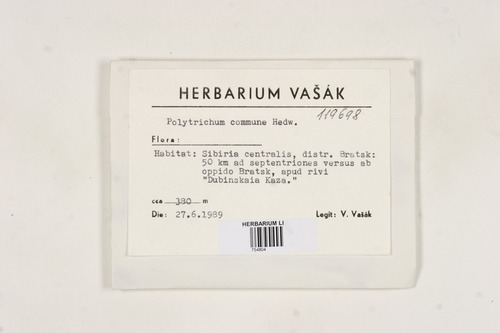 HERBARIUM VAŠÁK
119698
Polytrichum commune Hedw.
Flora:
Habitat: Sibiria centralis, distr. Bratsk:
50 km ad septentriones versus ab
oppido Bratsk, apud rivi
"Dubinskaia Kaza."
cca 380 m
Die: 27.6.1989 Legit: V. Vašák
HERBARIUM LI
754804